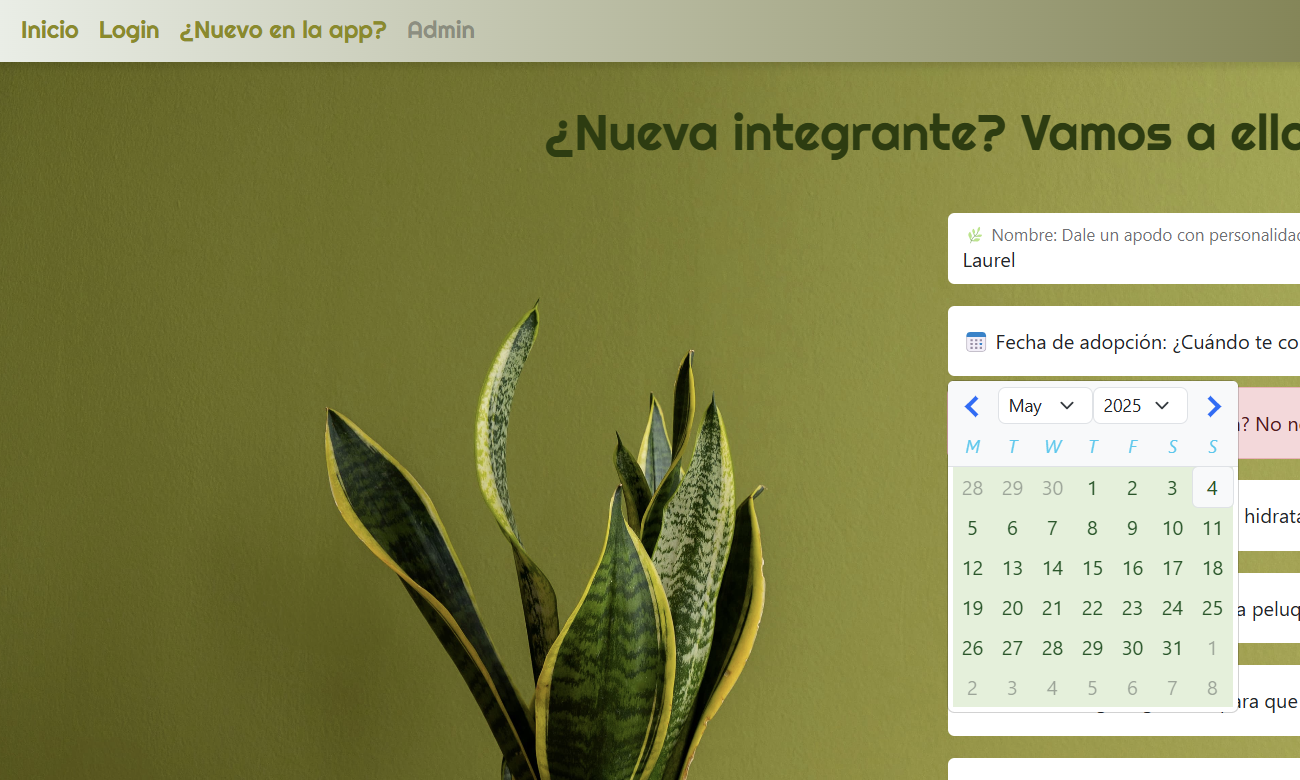 Inicio Login ¿Nuevo en la app? Admin
¿Nueva integrante? Vamos a ello
Nombre: Dale un apodo con personalidad
Laurel
Fecha de adopción: ¿Cuándo te co
May 2025
? No n
M T W T F S S
28 29 30 1 2 3 4
hidrata
5 6 7 8 9 10 11
12 13 14 15 16 17 18
19 20 21 22 23 24 25
a peluq
26 27 28 29 30 31 1
2 3 4 5 6 7 8
ara que